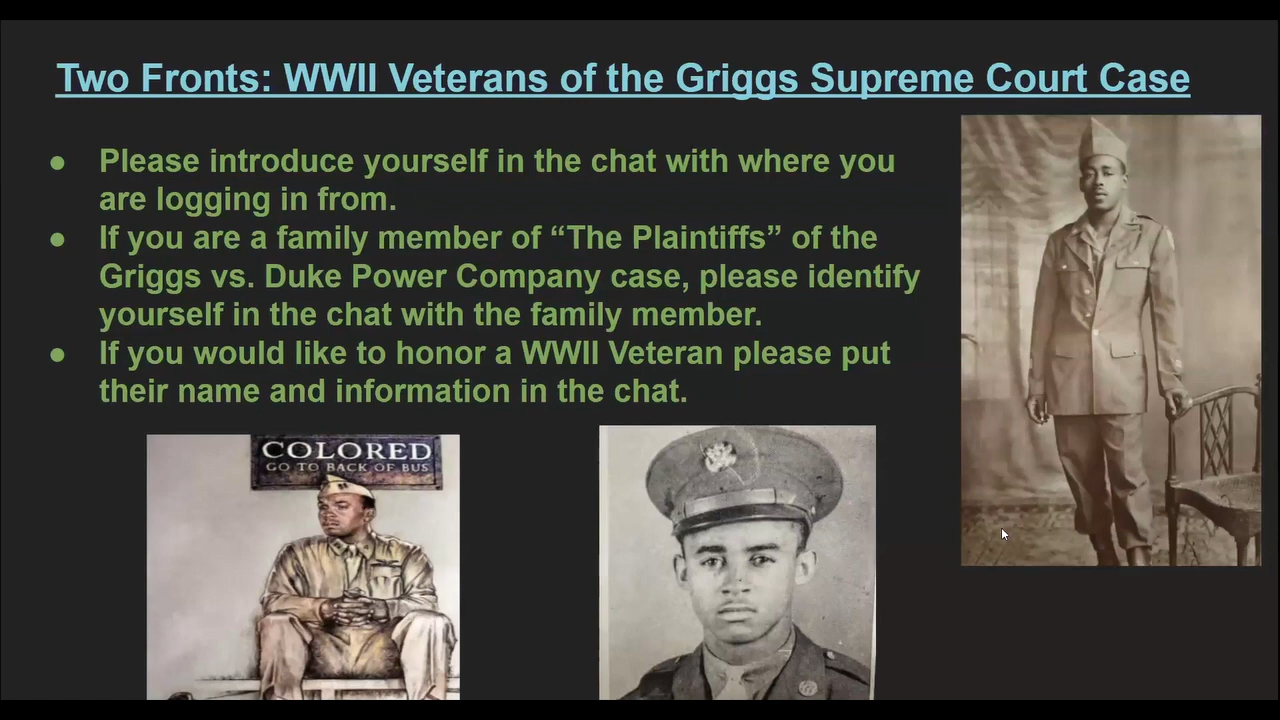 Two Fronts: WWII Veterans of the Griggs Supreme Court Case
● Please introduce yourself in the chat with where you
are logging in from.
● If you are a family member of “The Plaintiffs” of the
Griggs vs. Duke Power Company case, please identify
yourself in the chat with the family member.
● If you would like to honor a WWII Veteran please put
their name and information in the chat.
COLORED
GO TO BACK OF BUS